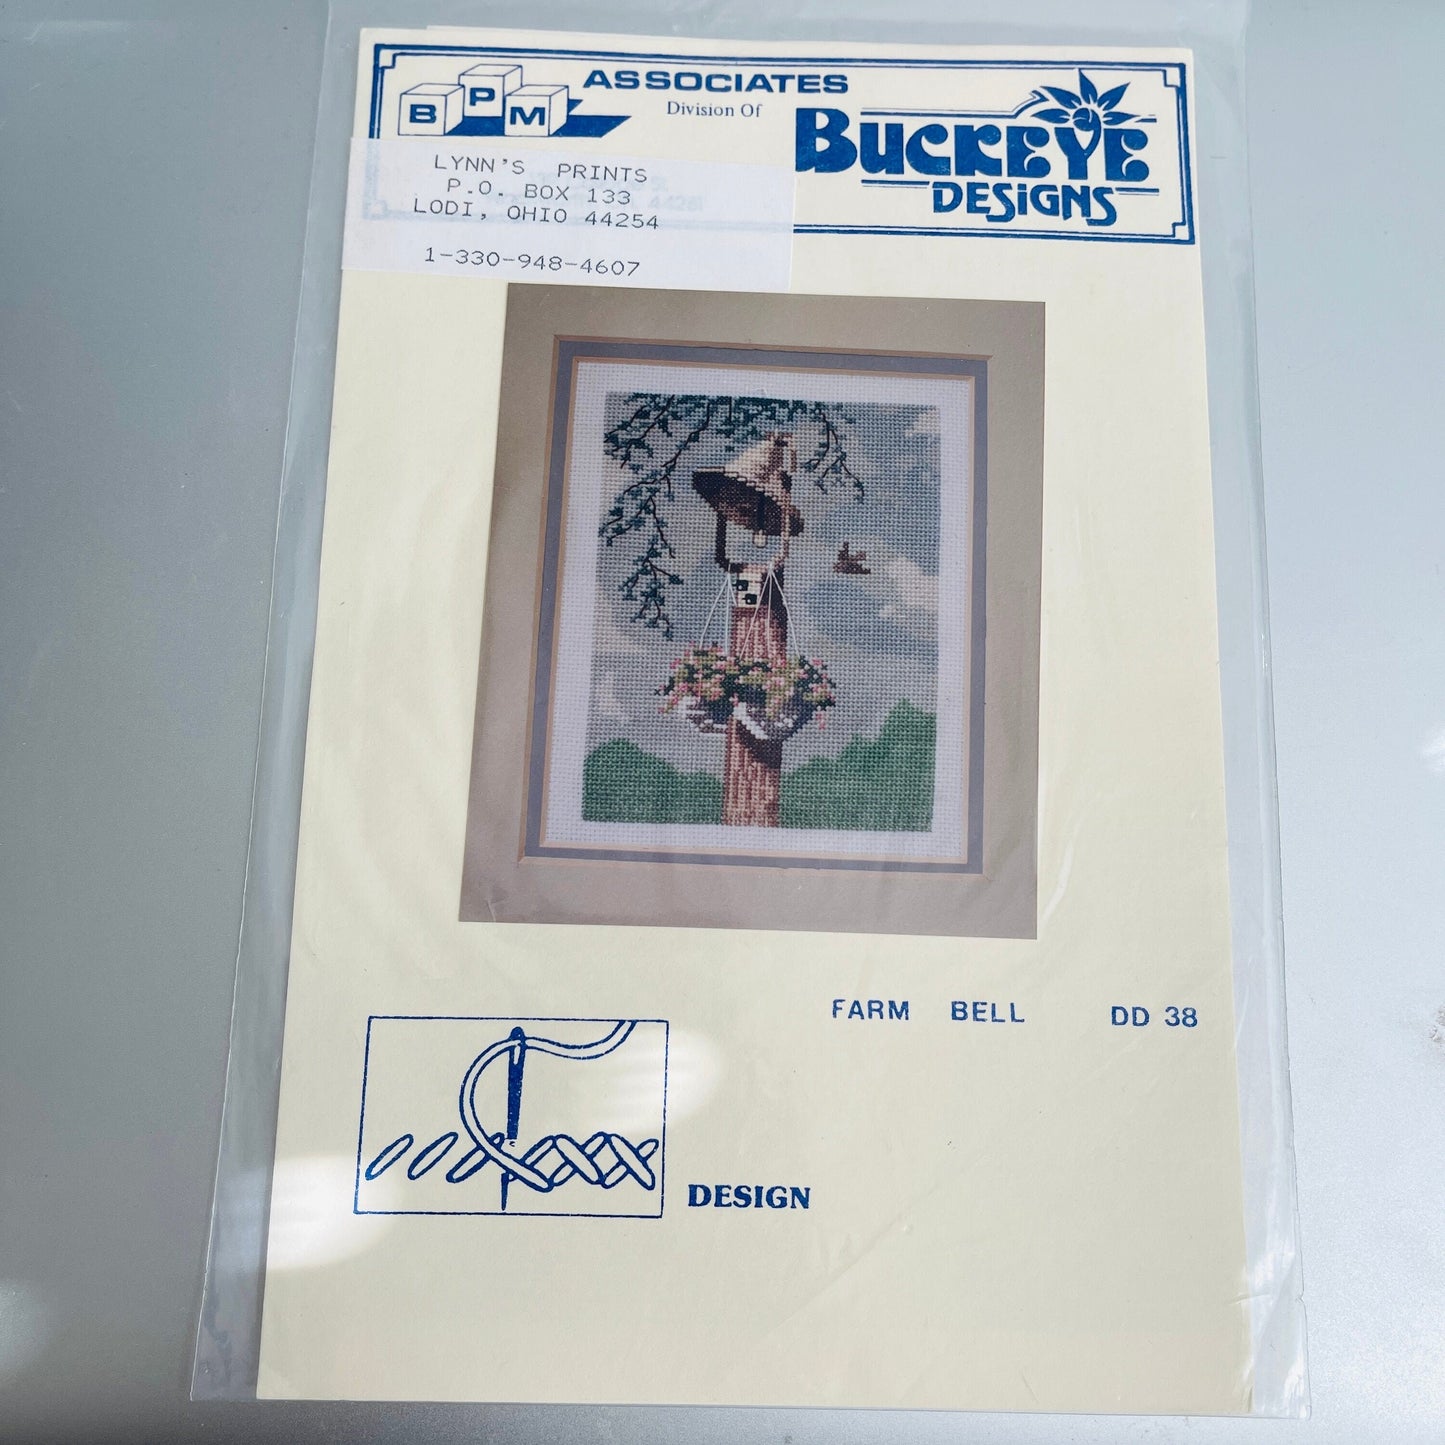 B P M
ASSOCIATES
Division Of
BUCKEYE
DESIGNS
LYNN'S PRINTS
P.O. BOX 133
LODI, OHIO 44254
1-330-948-4607
FARM BELL DD 38
DESIGN